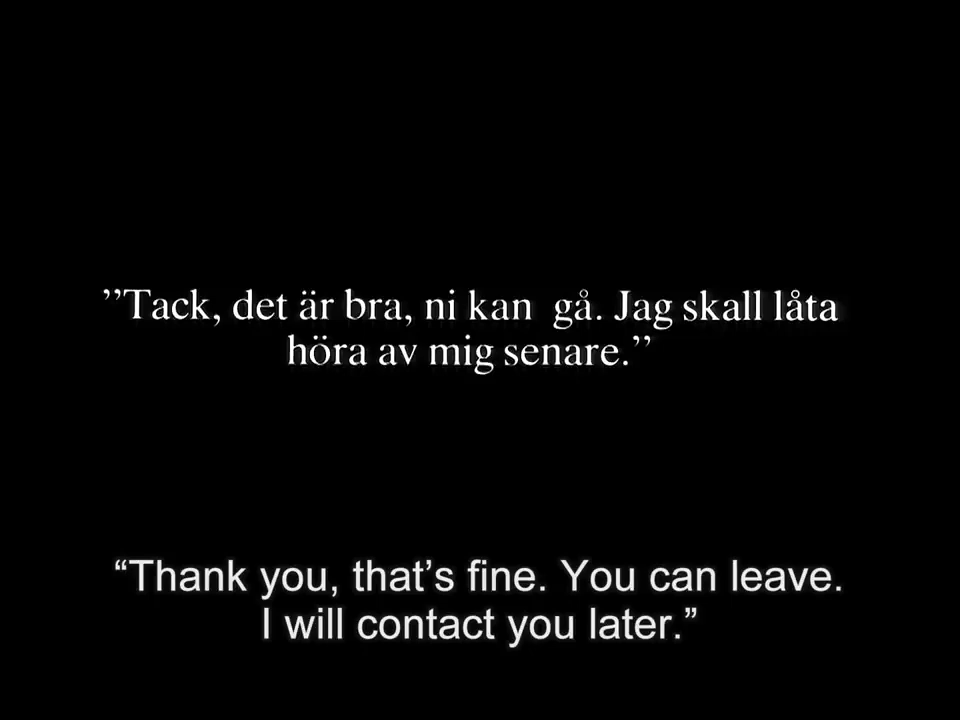 ”Tack, det är bra, ni kan gå. Jag skall låta
höra av mig senare.”
“Thank you, that’s fine. You can leave.
I will contact you later.”